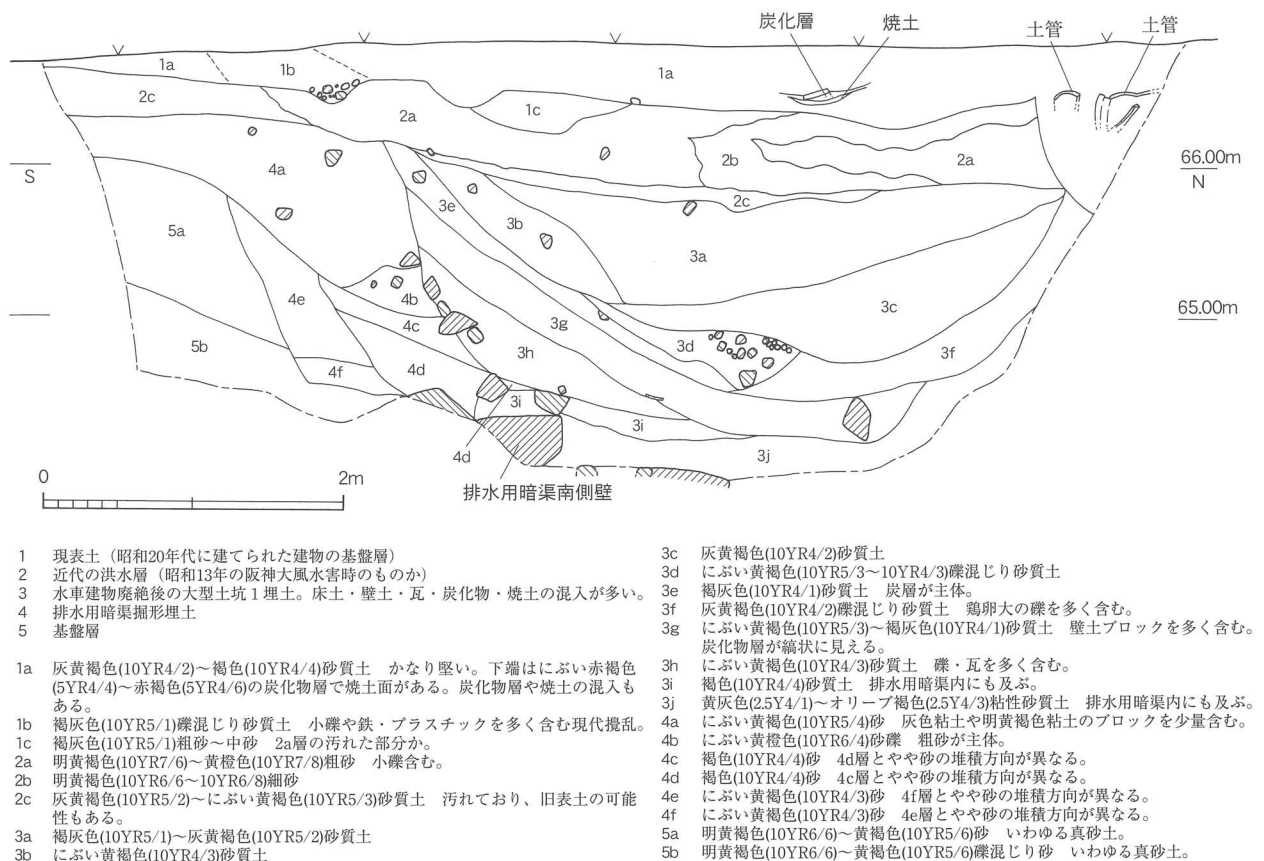 炭化層
焼土
土管
土管
1a
1b
1a
2c
2a
1c
2b
2a
66.00m
S
N
4a
2c
3e
3b
5a
3a
4e
4b
3c
65.00m
4c
3g
5b
3d
3f
3h
4f
4d
3i
3i
4d
3j
0
2m
排水用暗渠南側壁
1 現表土（昭和20年代に建てられた建物の基盤層）
2 近代の洪水層（昭和13年の阪神大風水害時のものか）
3 水車建物廃絶後の大型土坑１埋土。床土・壁土・瓦・炭化物・焼土の混入が多い。
4 排水用暗渠掘形埋土
5 基盤層
1a 灰黄褐色(10YR4/2)～褐色(10YR4/4)砂質土　かなり堅い。下端はにぶい赤褐色
(5YR4/4)～赤褐色(5YR4/6)の炭化物層で焼土面がある。炭化物層や焼土の混入も
ある。
1b 褐灰色(10YR5/1)礫混じり砂質土　小礫や鉄・プラスチックを多く含む現代攪乱。
1c 褐灰色(10YR5/1)粗砂～中砂　2a層の汚れた部分か。
2a 明黄褐色(10YR7/6)～黄橙色(10YR7/8)粗砂　小礫含む。
2b 明黄褐色(10YR6/6～10YR6/8)細砂
2c 灰黄褐色(10YR5/2)～にぶい黄褐色(10YR5/3)砂質土　汚れており、旧表土の可能
性もある。
3a 褐灰色(10YR5/1)～灰黄褐色(10YR5/2)砂質土
3b にぶい黄褐色(10YR4/3)砂質土
3c 灰黄褐色(10YR4/2)砂質土
3d にぶい黄褐色(10YR5/3～10YR4/3)礫混じり砂質土
3e 褐灰色(10YR4/1)砂質土　炭層が主体。
3f 灰黄褐色(10YR4/2)礫混じり砂質土　鶏卵大の礫を多く含む。
3g にぶい黄褐色(10YR5/3)～褐灰色(10YR4/1)砂質土　壁土ブロックを多く含む。
炭化物層が縞状に見える。
3h にぶい黄褐色(10YR4/3)砂質土　礫・瓦を多く含む。
3i 褐色(10YR4/4)砂質土　排水用暗渠内にも及ぶ。
3j 黄灰色(2.5Y4/1)～オリーブ褐色(2.5Y4/3)粘性砂質土　排水用暗渠内にも及ぶ。
4a にぶい黄褐色(10YR5/4)砂　灰色粘土や明黄褐色粘土のブロックを少量含む。
4b にぶい黄橙色(10YR6/4)砂礫　粗砂が主体。
4c 褐色(10YR4/4)砂　4d層とやや砂の堆積方向が異なる。
4d 褐色(10YR4/4)砂　4c層とやや砂の堆積方向が異なる。
4e にぶい黄褐色(10YR4/3)砂　4f層とやや砂の堆積方向が異なる。
4f にぶい黄褐色(10YR4/3)砂　4e層とやや砂の堆積方向が異なる。
5a 明黄褐色(10YR6/6)～黄褐色(10YR5/6)砂　いわゆる真砂土。
5b 明黄褐色(10YR6/6)～黄褐色(10YR5/6)礫混じり砂　いわゆる真砂土。